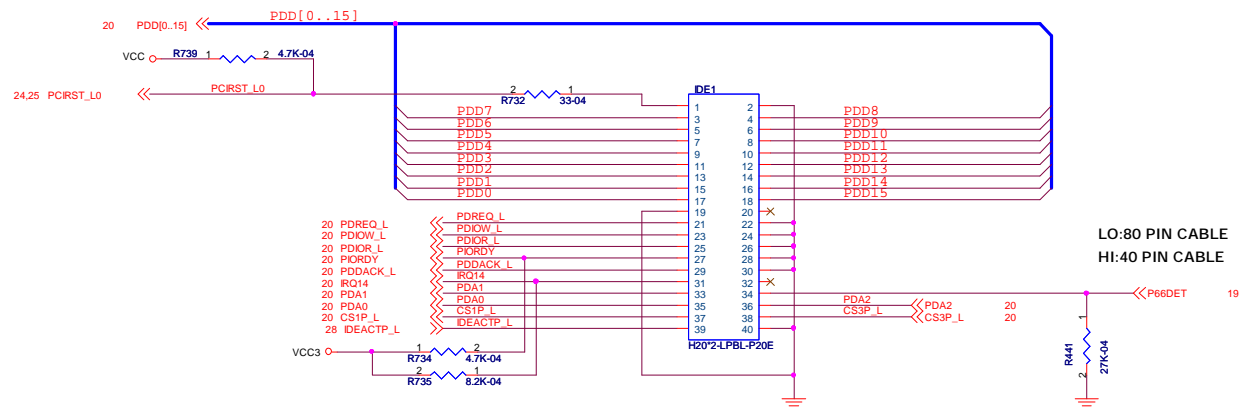 PDD[0..15]
20 PDD[0..15]
VCC R739 1 2 4.7K-04
24,25 PCIRST_L0 PCIRST_L0
2 1
R732 33-04
IDE1
1 2
PDD7 3 4 PDD8
PDD6 5 6 PDD9
PDD5 7 8 PDD10
PDD4 9 10 PDD11
PDD3 11 12 PDD12
PDD2 13 14 PDD13
PDD1 15 16 PDD14
PDD0 17 18 PDD15
19 20
20 PDREQ_L PDREQ_L 21 22
20 PDIOW_L PDIOW_L 23 24
20 PDIOR_L PDIOR_L 25 26
20 PIORDY PIORDY 27 28
20 PDDACK_L PDDACK_L 29 30
20 IRQ14 IRQ14 31 32
20 PDA1 PDA1 33 34
20 PDA0 PDA0 35 36 PDA2 PDA2 20
20 CS1P_L CS1P_L 37 38 CS3P_L CS3P_L 20
28 IDEACTP_L IDEACTP_L 39 40
H20*2-LPBL-P20E
VCC3
1 2
R734 4.7K-04
2 1
R735 8.2K-04
LO:80 PIN CABLE
HI:40 PIN CABLE
P66DET 19
1
R441 27K-04
2